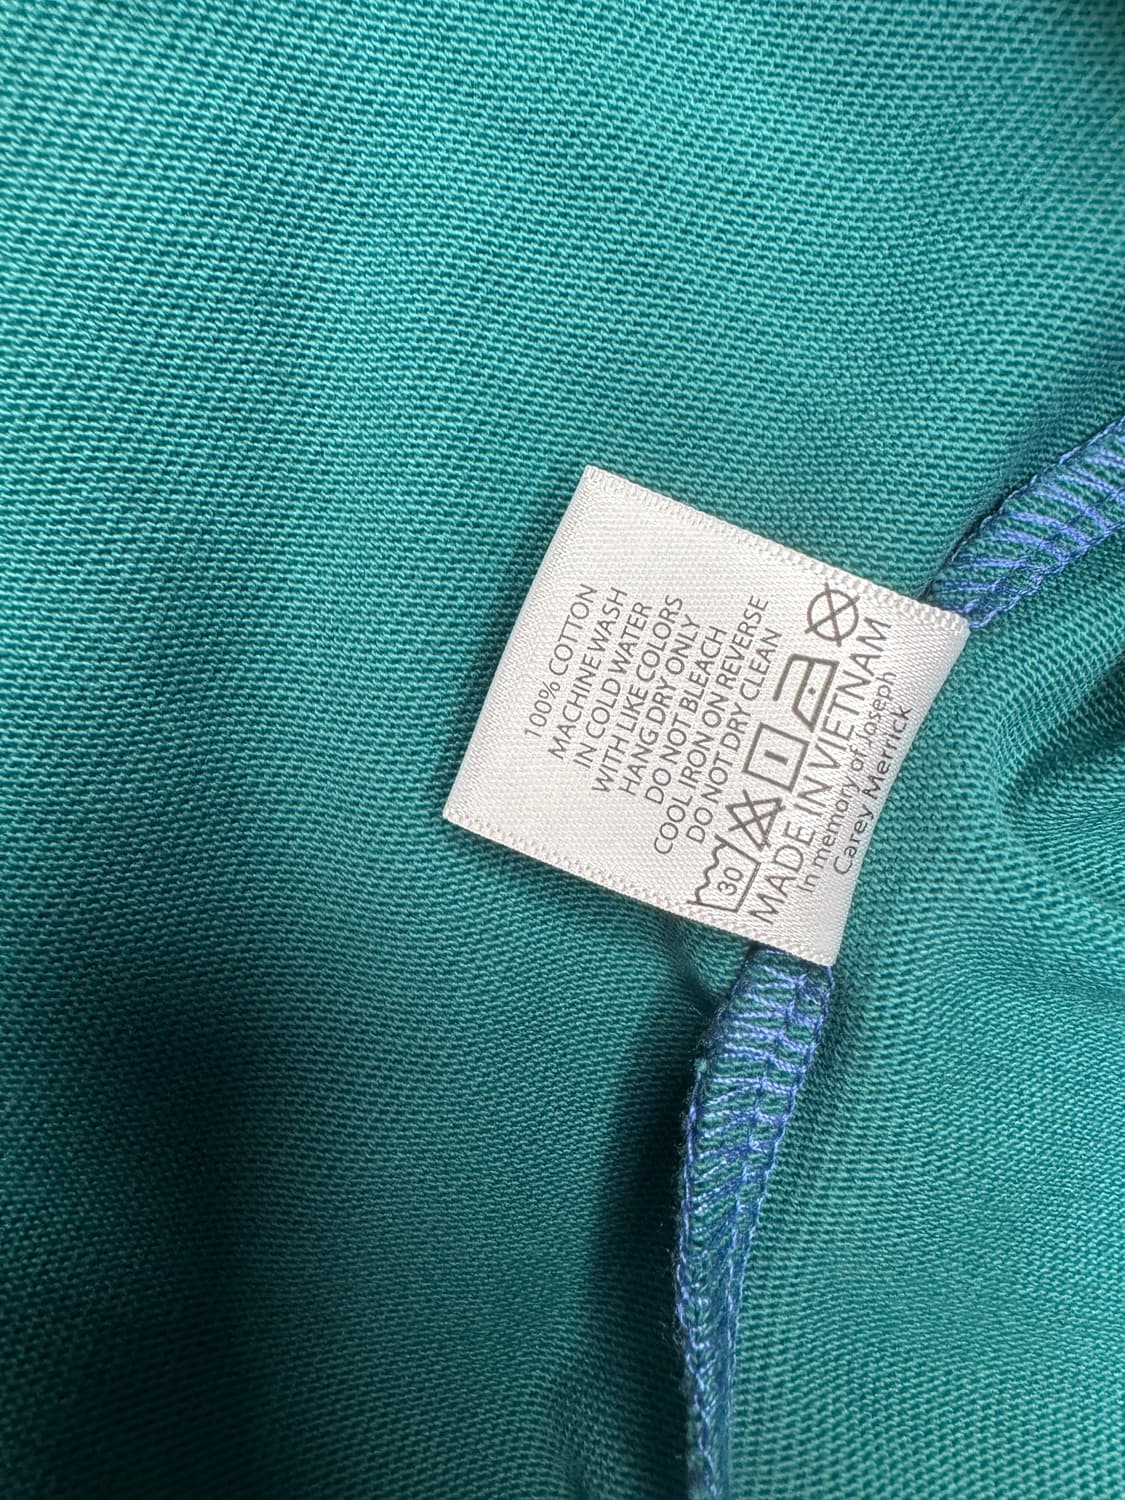 100% COTTON
MACHINE WASH
IN COLD WATER
WITH LIKE COLORS
HANG DRY ONLY
DO NOT BLEACH
COOL IRON ON REVERSE
DO NOT DRY CLEAN
30
MADE IN VIETNAM
In memory of Joseph
Carey Merrick